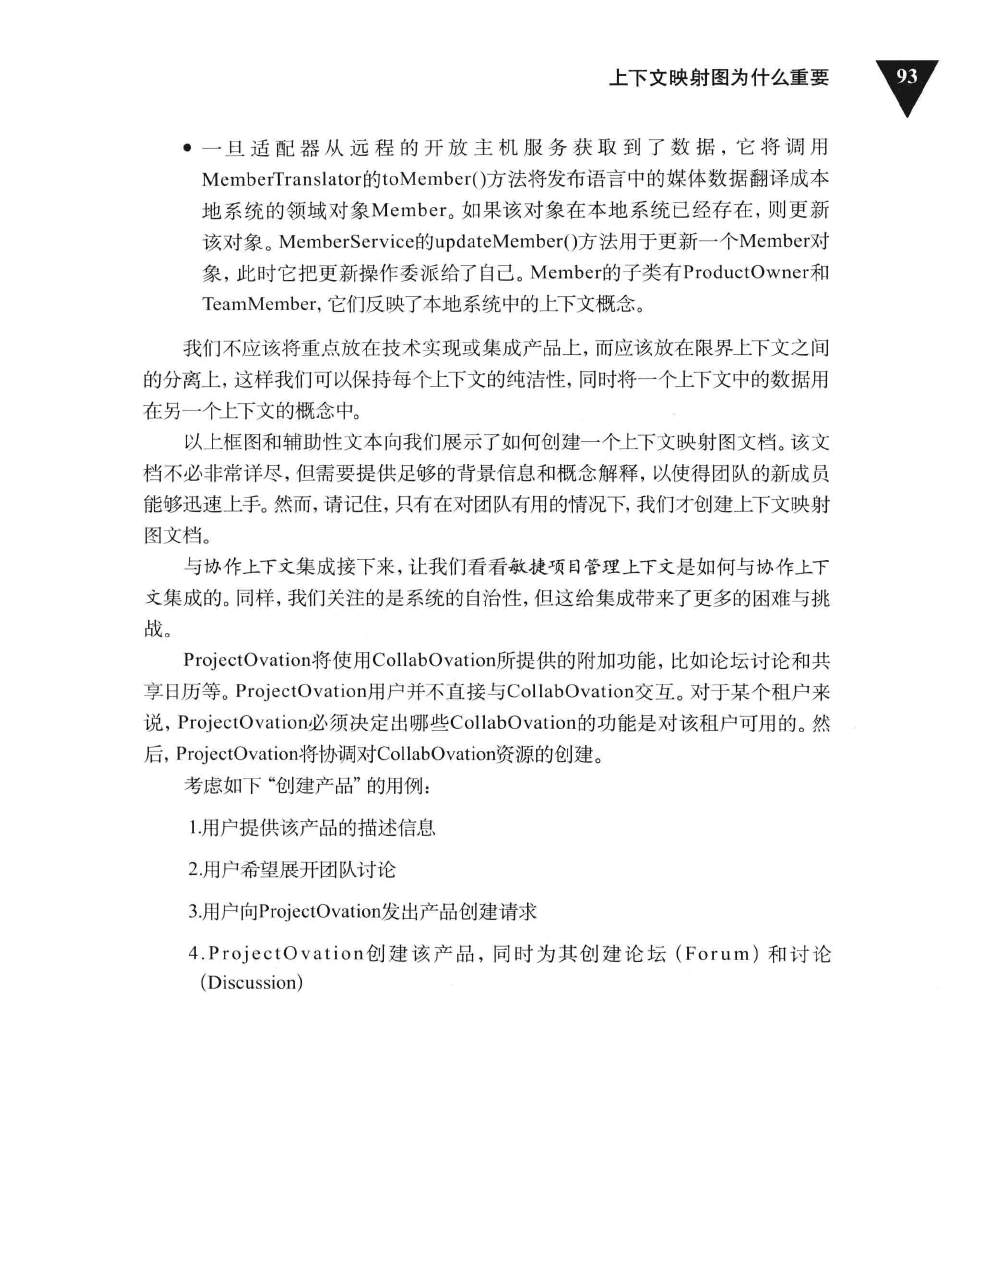 上下文映射图为什么重要
93
• 一旦适配器从远程的开放主机服务获取到了数据，它将调用
MemberTranslator的toMember()方法将发布语言中的媒体数据翻译成本
地系统的领域对象Member。如果该对象在本地系统已经存在，则更新
该对象。MemberService的updateMember()方法用于更新一个Member对
象，此时它把更新操作委派给了自己。Member的子类有ProductOwner和
TeamMember，它们反映了本地系统中的上下文概念。
我们不应该将重点放在技术实现或集成产品上，而应该放在限界上下文之间
的分离上，这样我们可以保持每个上下文的纯洁性，同时将一个上下文中的数据用
在另一个上下文的概念中。
以上框图和辅助性文本向我们展示了如何创建一个上下文映射图文档。该文
档不必非常详尽，但需要提供足够的背景信息和概念解释，以使得团队的新成员
能够迅速上手。然而，请记住，只有在对团队有用的情况下，我们才创建上下文映射
图文档。
与协作上下文集成接下来，让我们看看敏捷项目管理上下文是如何与协作上下
文集成的。同样，我们关注的是系统的自治性，但这给集成带来了更多的困难与挑
战。
ProjectOvation将使用CollabOvation所提供的附加功能，比如论坛讨论和共
享日历等。ProjectOvation用户并不直接与CollabOvation交互。对于某个租户来
说，ProjectOvation必须决定出哪些CollabOvation的功能是对该租户可用的。然
后，ProjectOvation将协调对CollabOvation资源的创建。
考虑如下“创建产品”的用例：
1.用户提供该产品的描述信息
2.用户希望展开团队讨论
3.用户向ProjectOvation发出产品创建请求
4.ProjectOvation创建该产品，同时为其创建论坛（Forum）和讨论
（Discussion）